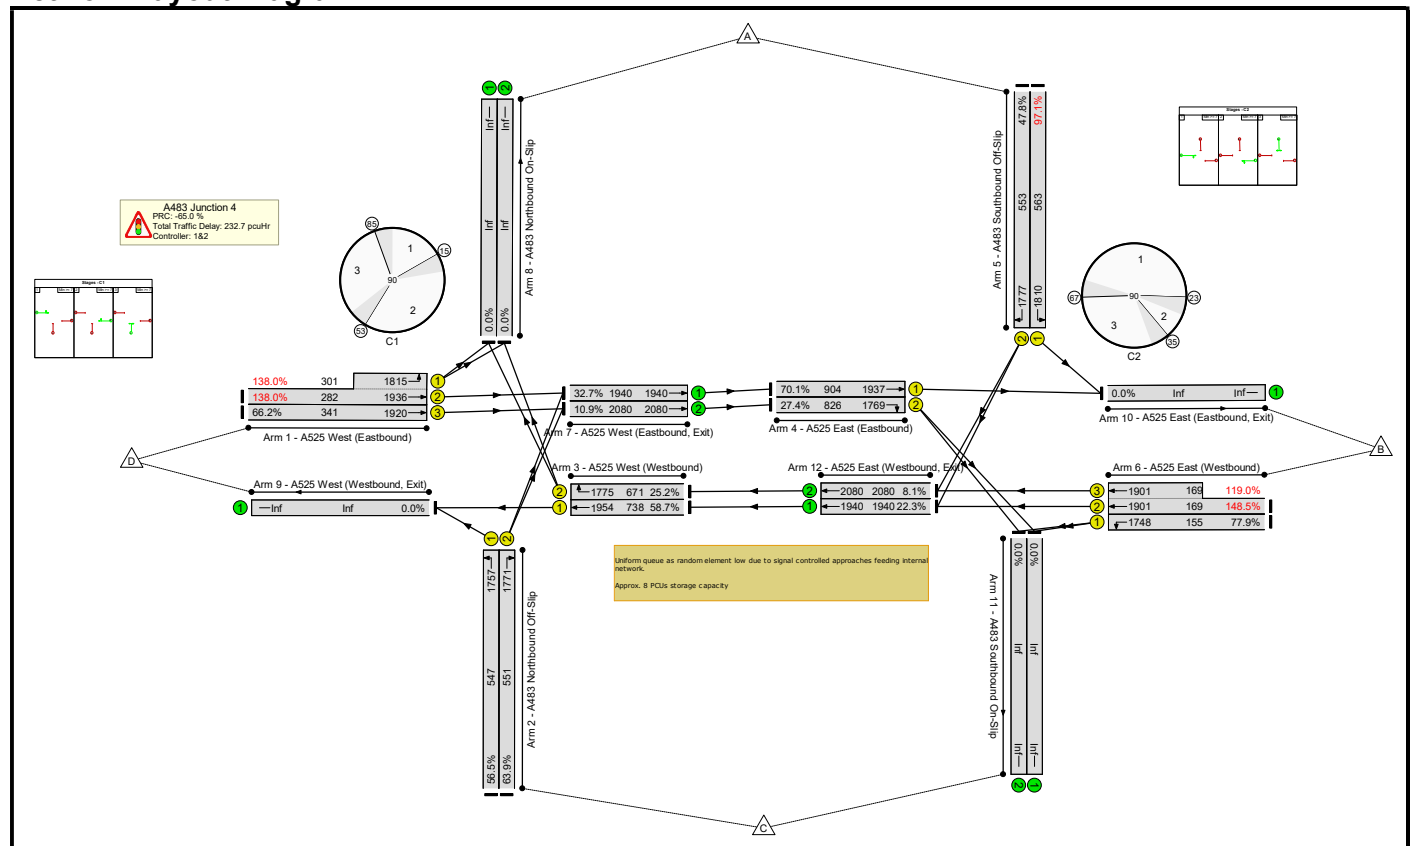 A
Arm 8 - A483 Northbound On-Slip
1
2
Inf
Inf
Inf
Inf
0.0%
0.0%
Arm 5 - A483 Southbound Off-Slip
47.8%
97.1%
553
563
1777
1810
2
1
Stages - C2
A483 Junction 4
PRC: -65.0 %
Total Traffic Delay: 232.7 pcuHr
Controller: 1&2
Stages - C1
85
15
53
1
2
3
90
C1
67
23
35
1
2
3
90
C2
138.0% 301 1815 1
138.0% 282 1936 2
66.2% 341 1920 3
Arm 1 - A525 West (Eastbound)
32.7% 1940 1940 1
10.9% 2080 2080 2
Arm 7 - A525 West (Eastbound, Exit)
70.1% 904 1937 1
27.4% 826 1769 2
Arm 4 - A525 East (Eastbound)
0.0% Inf Inf 1
Arm 10 - A525 East (Eastbound, Exit)
D
B
Arm 9 - A525 West (Westbound, Exit)
1 Inf Inf 0.0%
Arm 3 - A525 West (Westbound)
2 1775 671 25.2%
1 1954 738 58.7%
Arm 12 - A525 East (Westbound, Exit)
2 2080 2080 8.1%
1 1940 1940 22.3%
Arm 6 - A525 East (Westbound)
3 1901 169 119.0%
2 1901 169 148.5%
1 1748 155 77.9%
Uniform queue as random element low due to signal controlled approaches feeding internal
network.
Approx. 8 PCUs storage capacity
Arm 2 - A483 Northbound Off-Slip
1
2
1757
1771
547
551
56.5%
63.9%
Arm 11 - A483 Southbound On-Slip
0.0%
0.0%
Inf
Inf
Inf
Inf
2
1
C